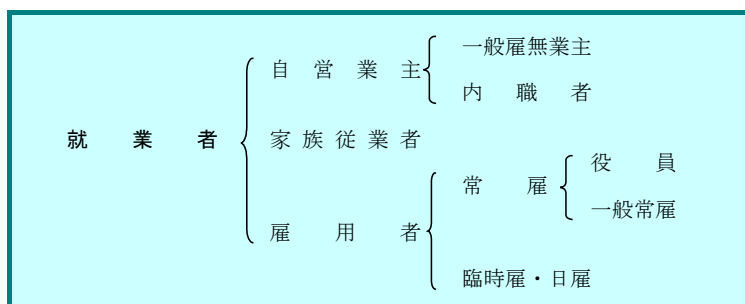 一般雇無業主
自営業主
内職者
就業者
家族従業者
役員
常雇
一般常雇
雇用者
臨時雇・日雇